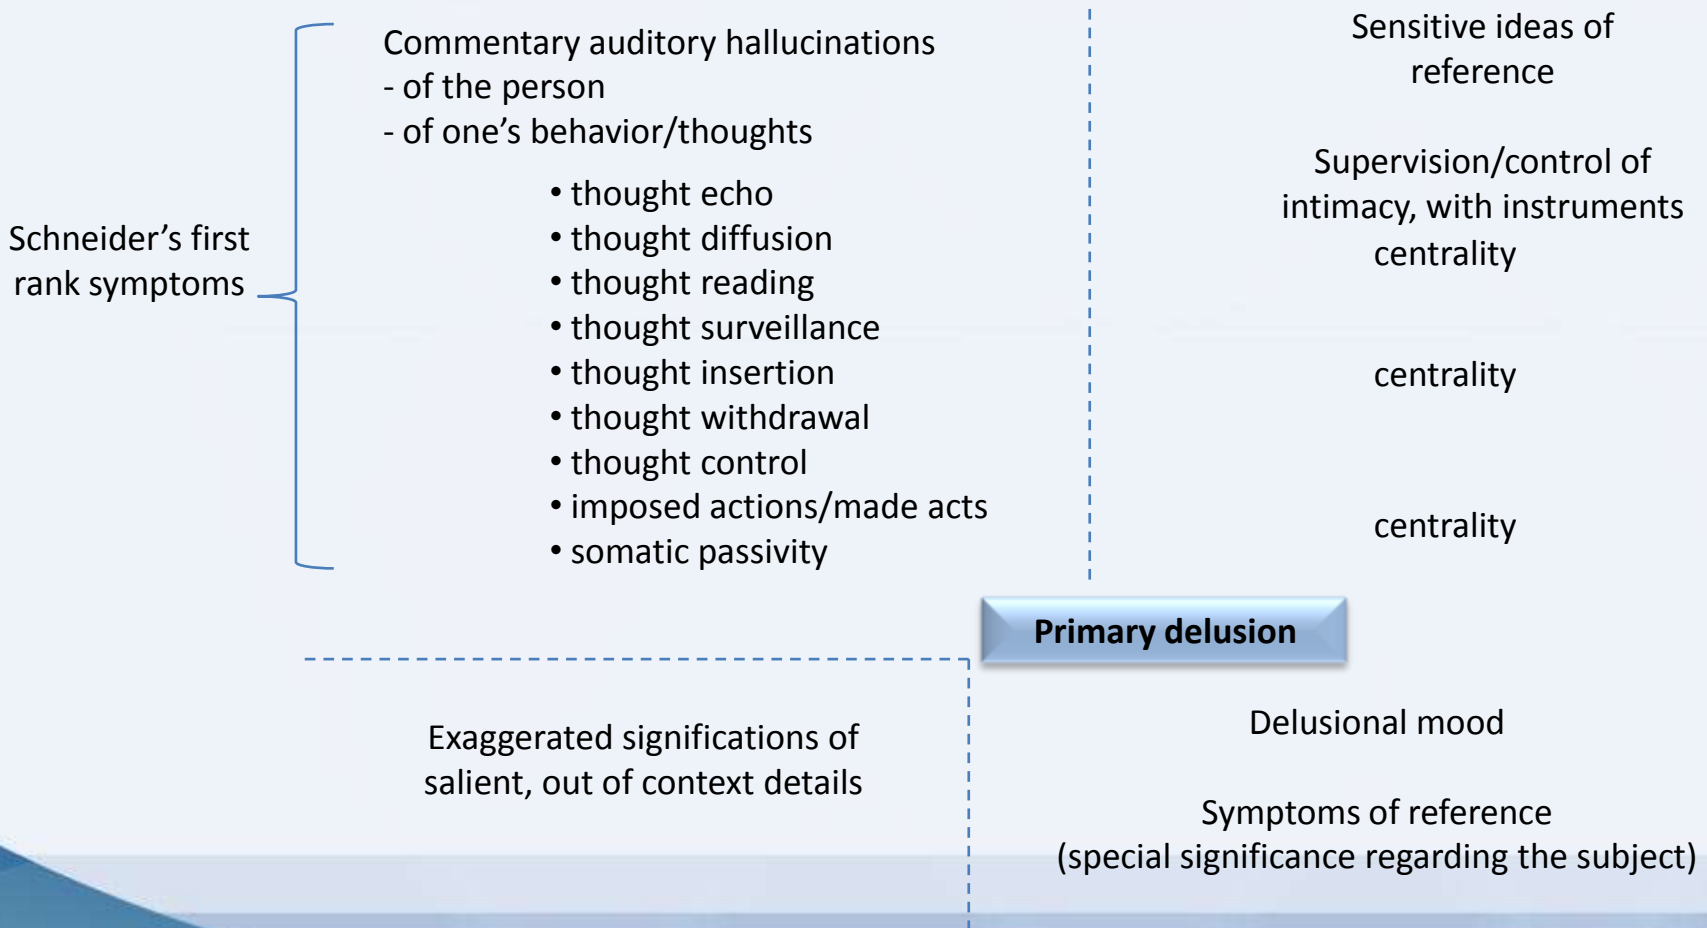 Schneider’s first
rank symptoms
Commentary auditory hallucinations
- of the person
- of one’s behavior/thoughts
• thought echo
• thought diffusion
• thought reading
• thought surveillance
• thought insertion
• thought withdrawal
• thought control
• imposed actions/made acts
• somatic passivity
Sensitive ideas of
reference
Supervision/control of
intimacy, with instruments
centrality
centrality
centrality
Primary delusion
Exaggerated significations of
salient, out of context details
Delusional mood
Symptoms of reference
(special significance regarding the subject)